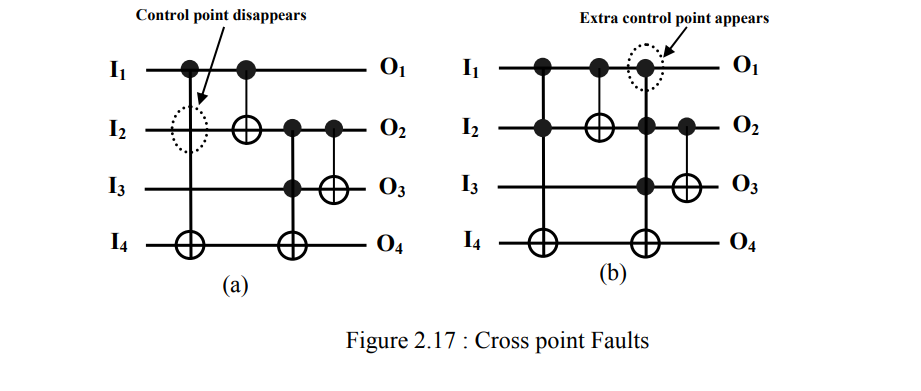 Control point disappears
Extra control point appears
I1 O1 I1 O1
I2 O2 I2 O2
I3 O3 I3 O3
I4 O4 I4 O4
(a) (b)
Figure 2.17 : Cross point Faults